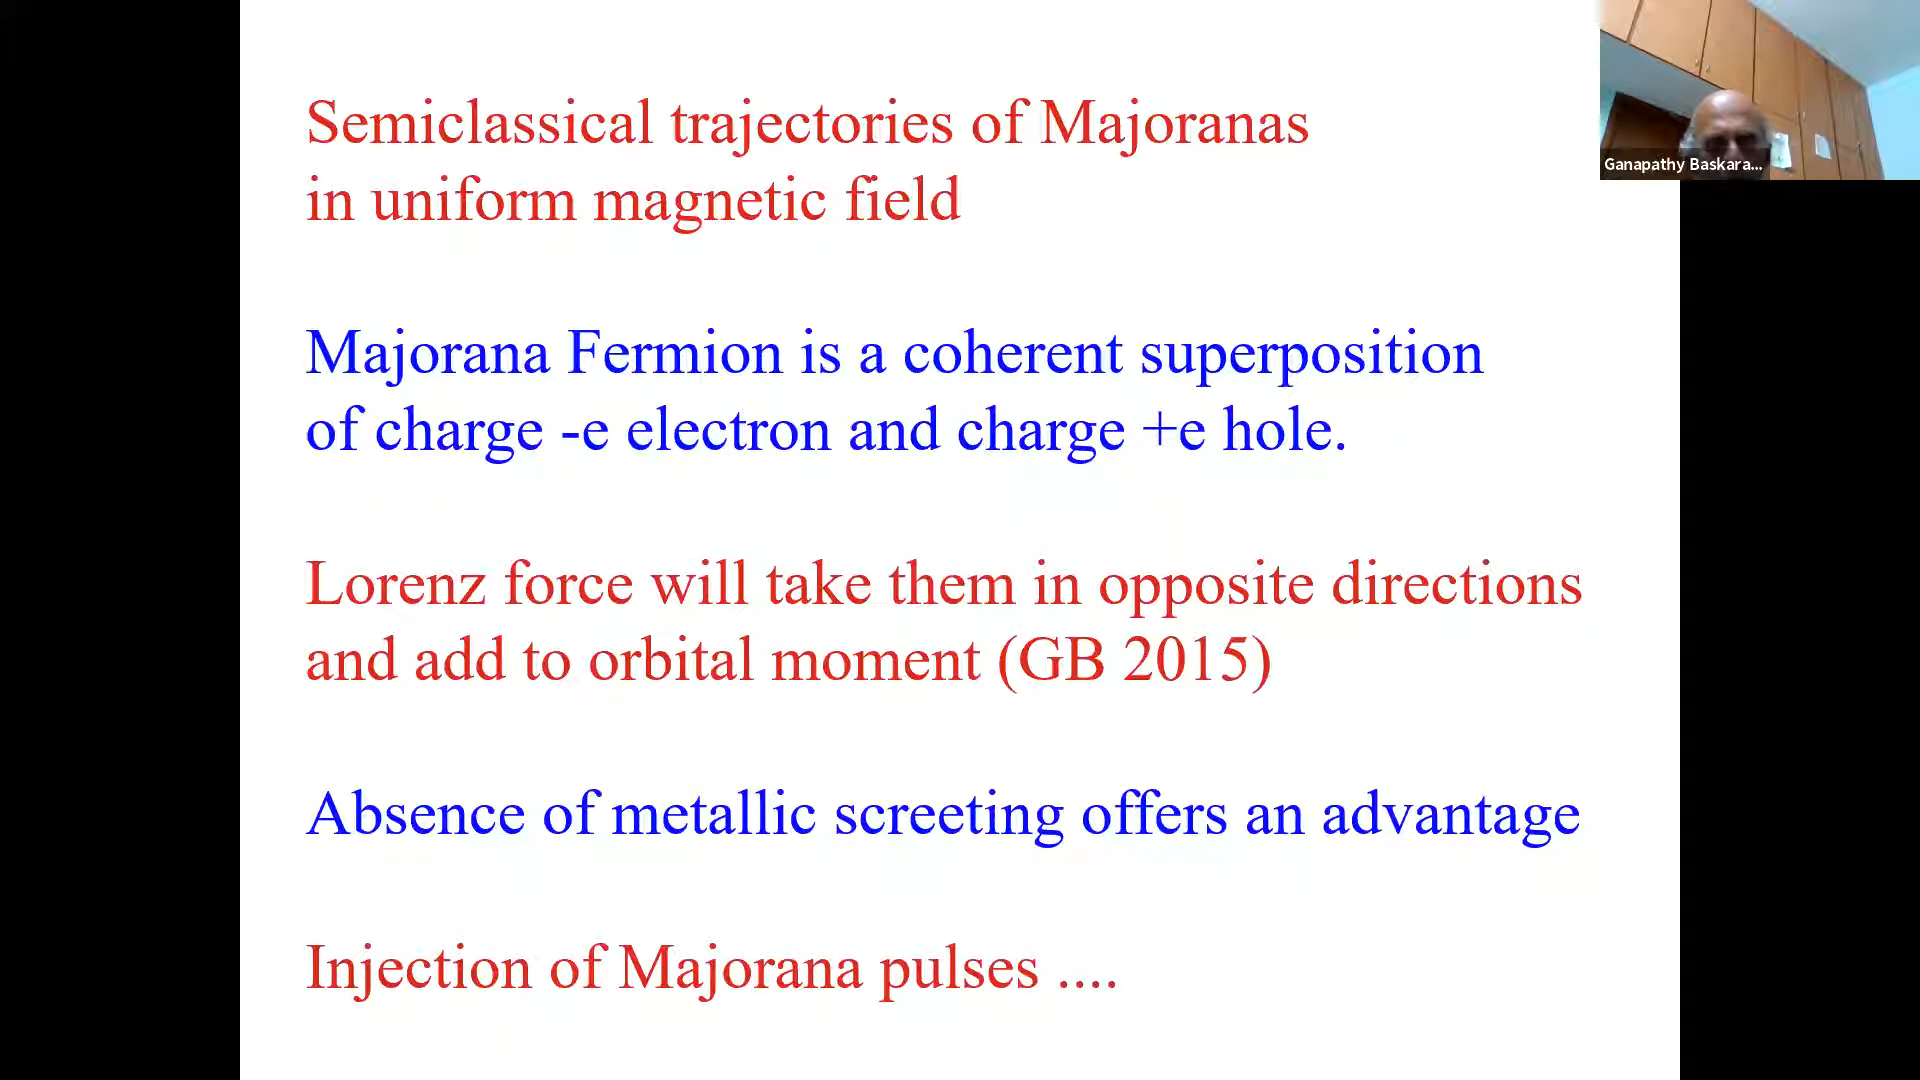 Semiclassical trajectories of Majoranas
in uniform magnetic field
Majorana Fermion is a coherent superposition
of charge -e electron and charge +e hole.
Lorenz force will take them in opposite directions
and add to orbital moment (GB 2015)
Absence of metallic screeting offers an advantage
Injection of Majorana pulses ....
Ganapathy Baskara...